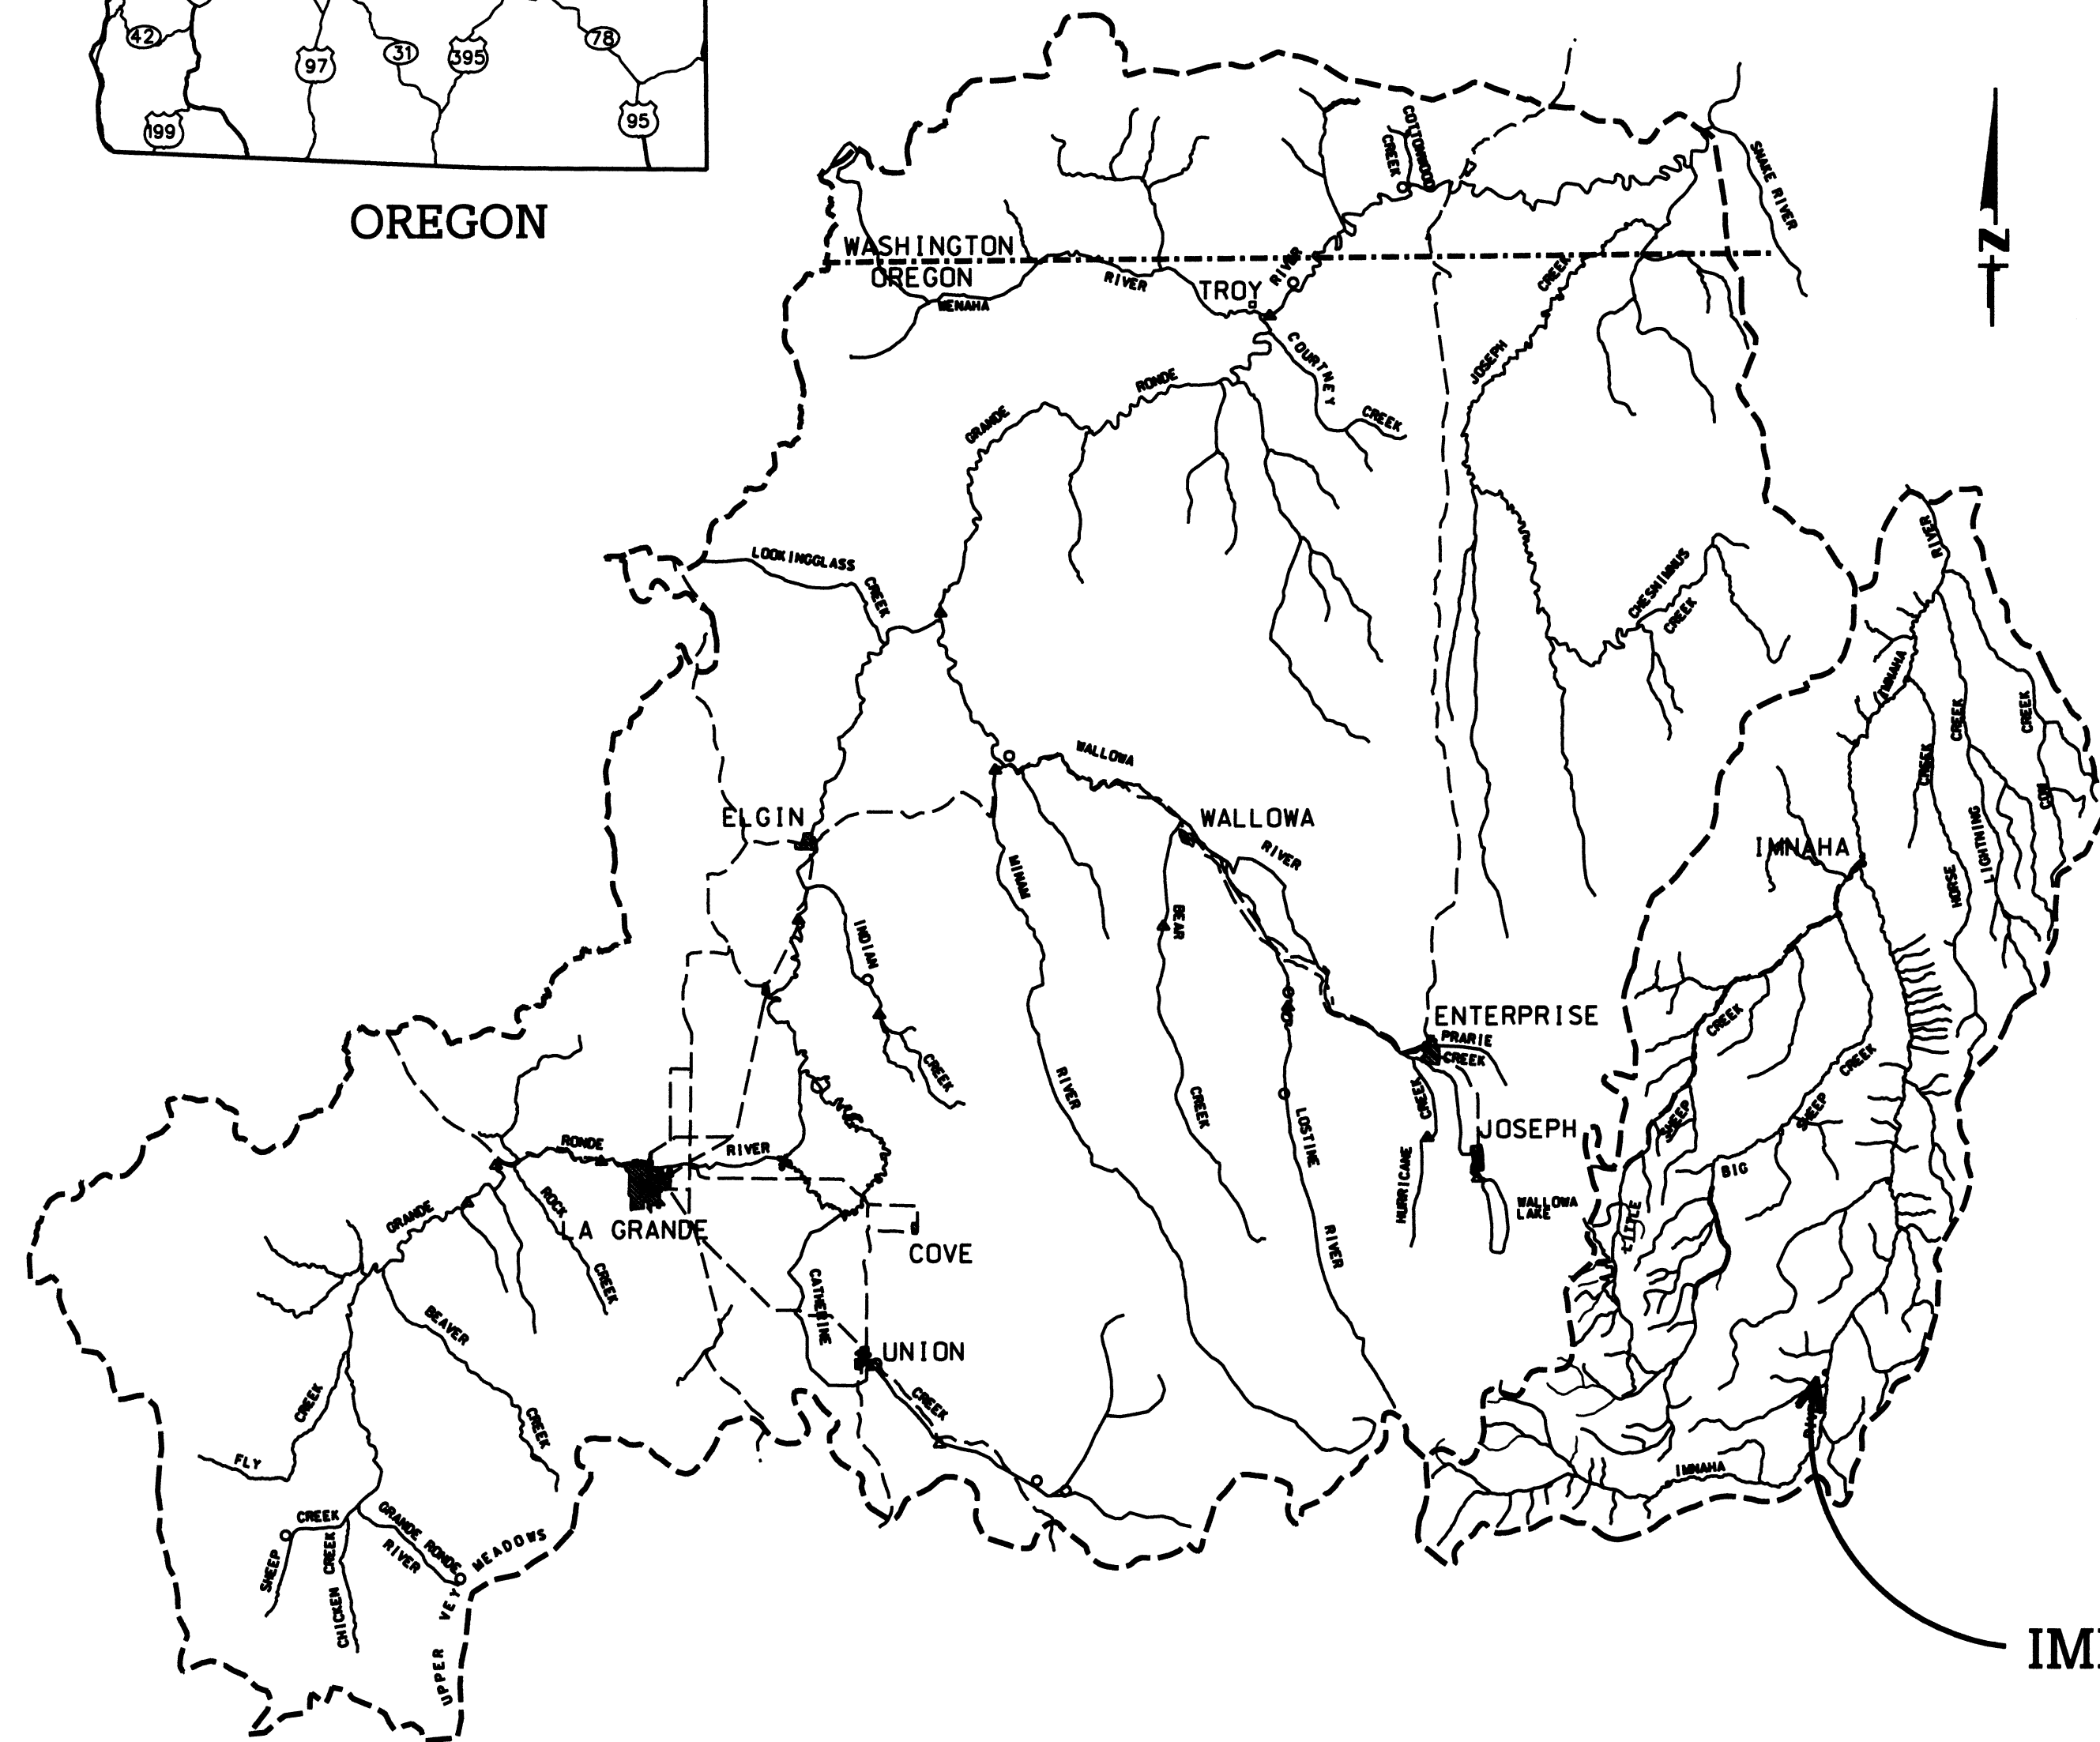 42
97
31
395
78
199
95
OREGON
COTTONWOOD
CREEK
SNAKE RIVER
N
WASHINGTON
OREGON
WENAHA
RIVER
TROY
RIVER
CREEK
JOSEPH
COURTNEY
CREEK
RONDE
GRANDE
LOOKINGGLASS
CREEK
CHESNIMNUS
CREEK
RIVER
IMNAHA
CREEK
CREEK
CREEK
COW
LIGHTNING
HORSE
WALLOWA
ELGIN
WALLOWA
RIVER
IMNAHA
MINAM
BEAR
INDIAN
CREEK
ENTERPRISE
PRARIE
CREEK
CREEK
CREEK
SHEEP
CREEK
SHEEP
BIG
LITTLE
JOSEPH
HURRICANE
CREEK
WALLOWA
LAKE
RIVER
LOSTINE
RIVER
RONDE
RIVER
LA GRANDE
ROCK
CREEK
GRANDE
COVE
CATHERINE
UNION
CREEK
BEAVER
CREEK
CREEK
FLY
IMNAHA
CREEK
SHEEP
CHICKEN CREEK
GRANDE RONDE
RIVER
UPPER VEY MEADOWS
IM